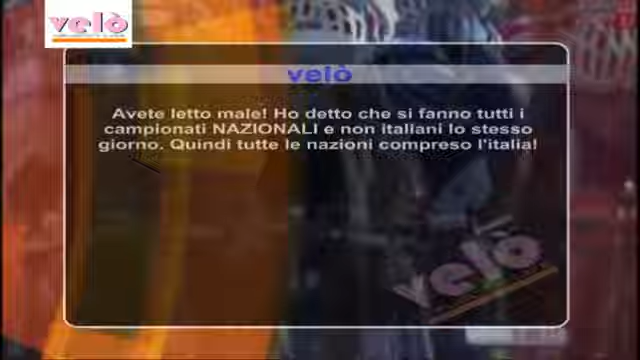 velò
velò
Avete letto male! Ho detto che si fanno tutti i
campionati NAZIONALI e non italiani lo stesso
giorno. Quindi tutte le nazioni compreso l'italia!
velò